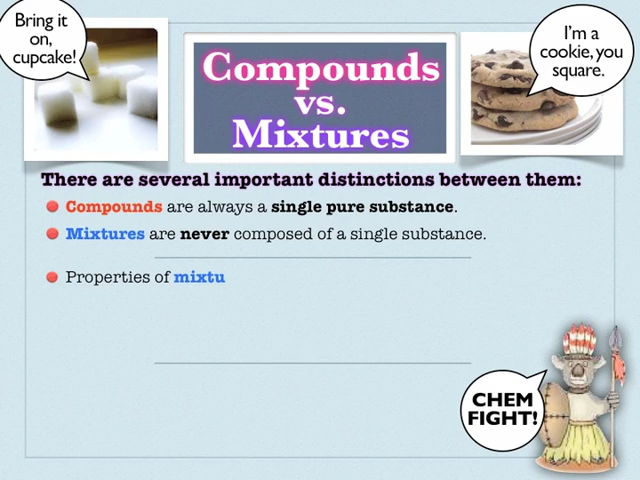 Bring it
on,
cupcake!
I'm a
cookie, you
square.
Compounds
vs.
Mixtures
There are several important distinctions between them:
Compounds are always a single pure substance.
Mixtures are never composed of a single substance.
Properties of mixtu
CHEM
FIGHT!